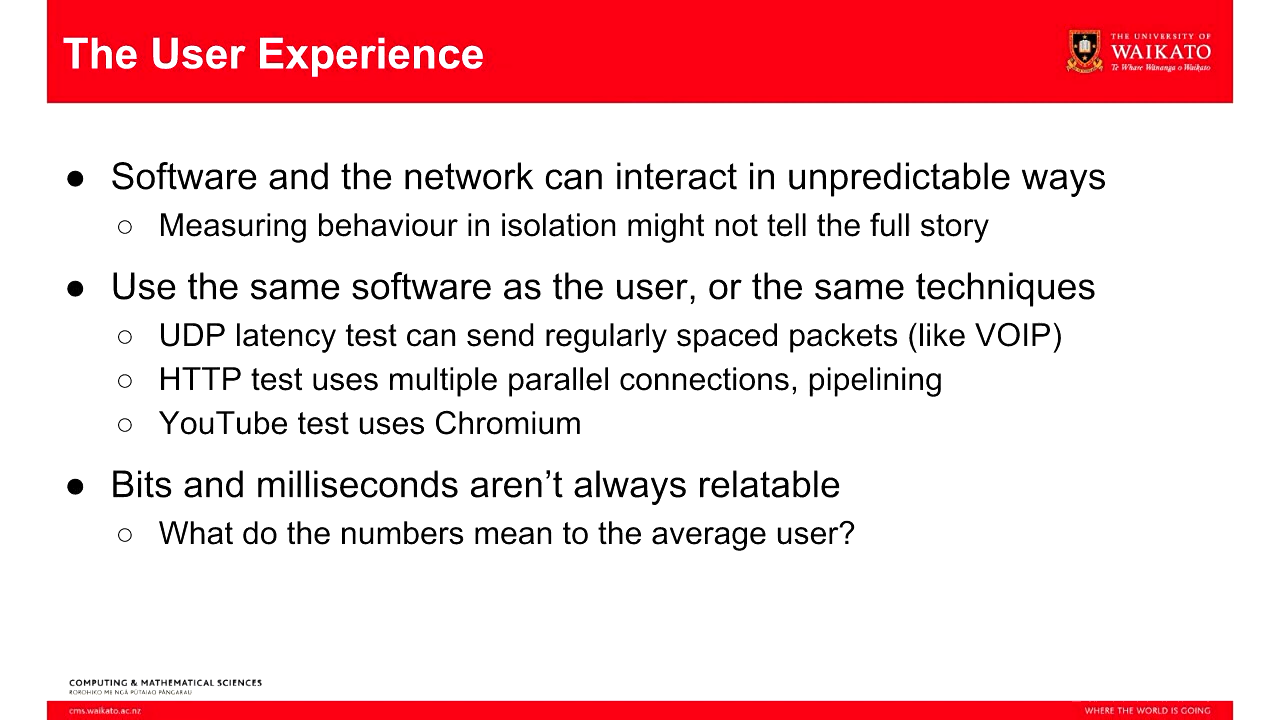 The User Experience
THE UNIVERSITY OF
WAIKATO
Te Whare Wānanga o Waikato
● Software and the network can interact in unpredictable ways
○ Measuring behaviour in isolation might not tell the full story
● Use the same software as the user, or the same techniques
○ UDP latency test can send regularly spaced packets (like VOIP)
○ HTTP test uses multiple parallel connections, pipelining
○ YouTube test uses Chromium
● Bits and milliseconds aren’t always relatable
○ What do the numbers mean to the average user?
COMPUTING & MATHEMATICAL SCIENCES
ROROHIKO ME NGĀ PŪTAIAO PĀNGARAU
cms.waikato.ac.nz
WHERE THE WORLD IS GOING